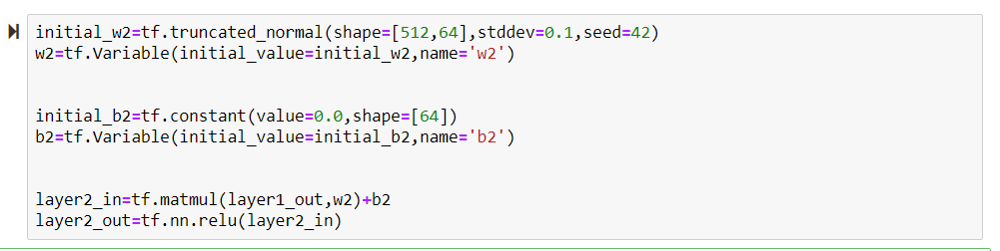 initial_w2=tf.truncated_normal(shape=[512,64],stddev=0.1,seed=42)
w2=tf.Variable(initial_value=initial_w2,name='w2')
initial_b2=tf.constant(value=0.0,shape=[64])
b2=tf.Variable(initial_value=initial_b2,name='b2')
layer2_in=tf.matmul(layer1_out,w2)+b2
layer2_out=tf.nn.relu(layer2_in)